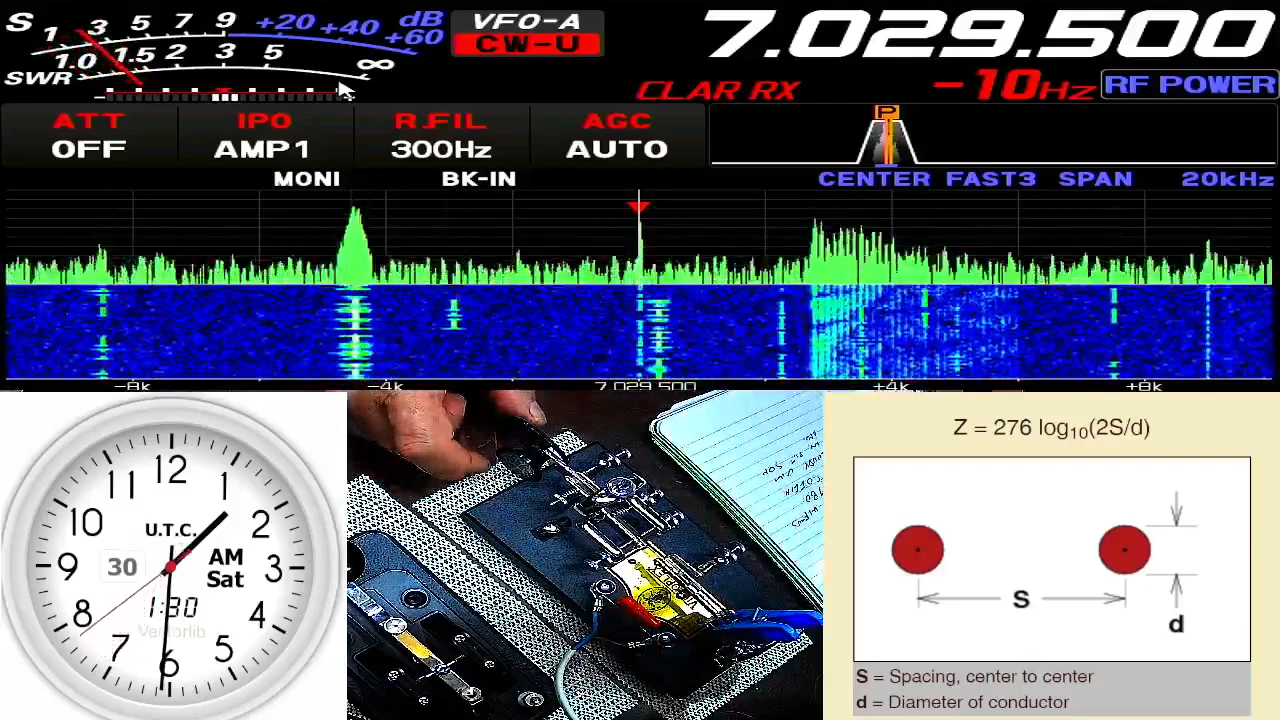 S 1 3 5 7 9 +20 +40 +60 dB
1.0 1.5 2 3 5 ∞
SWR
VFO-A
CW-U
7.029.500
CLAR RX -10Hz RF POWER
ATT IPO R.FIL AGC
OFF AMP1 300Hz AUTO
P
MONI BK-IN
CENTER FAST3 SPAN 20kHz
-8k -4k 7.029.500 +4k +8k
12
11 1
10 2
U.T.C.
9 30 AM 3
Sat
8 1:30 4
Vectorlib
7 5
6
Z = 276 log₁₀(2S/d)
S
d
S = Spacing, center to center
d = Diameter of conductor